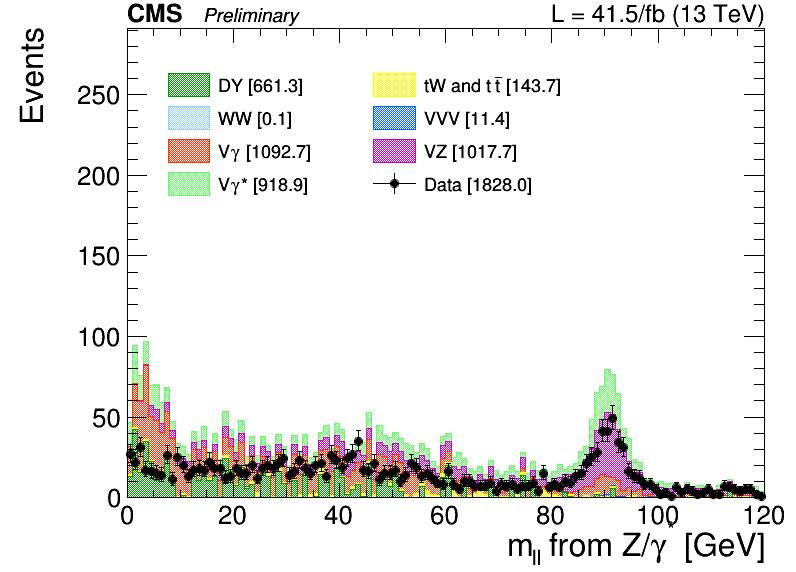 CMS Preliminary L = 41.5/fb (13 TeV)
Events
DY [661.3]
WW [0.1]
Vγ [1092.7]
Vγ* [918.9]
tW and tt̅ [143.7]
VVV [11.4]
VZ [1017.7]
Data [1828.0]
250
200
150
100
50
0
0 20 40 60 80 100 120
m_ll from Z/γ* [GeV]